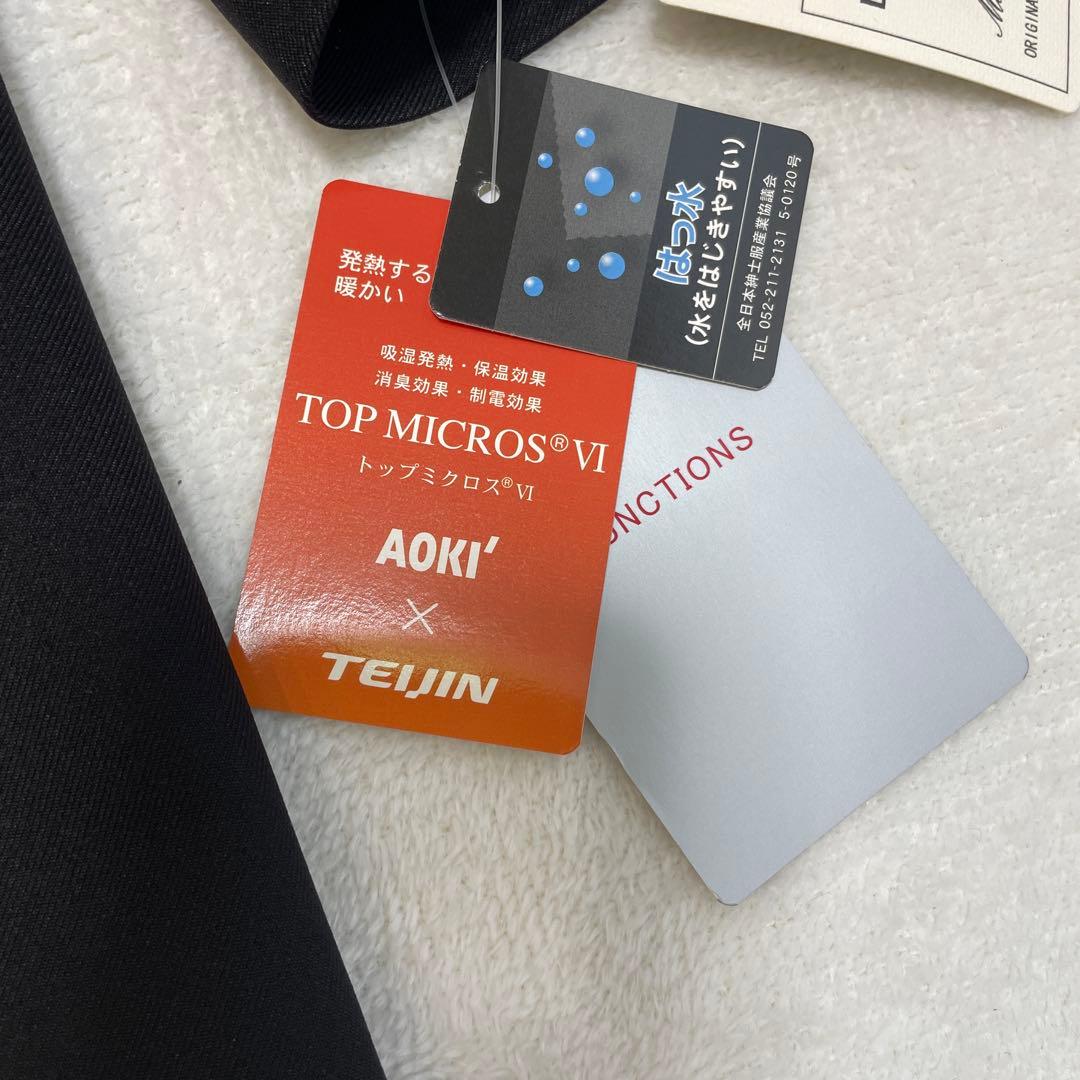 はっ水
(水をはじきやすい)
全日本紳士服産業協議会
TEL 052-211-2131 5-0120号
発熱する
暖かい
吸湿発熱・保温効果
消臭効果・制電効果
TOP MICROS® VI
トップミクロス® VI
AOKI'
×
TEIJIN
NCTIONS
ORIGINA